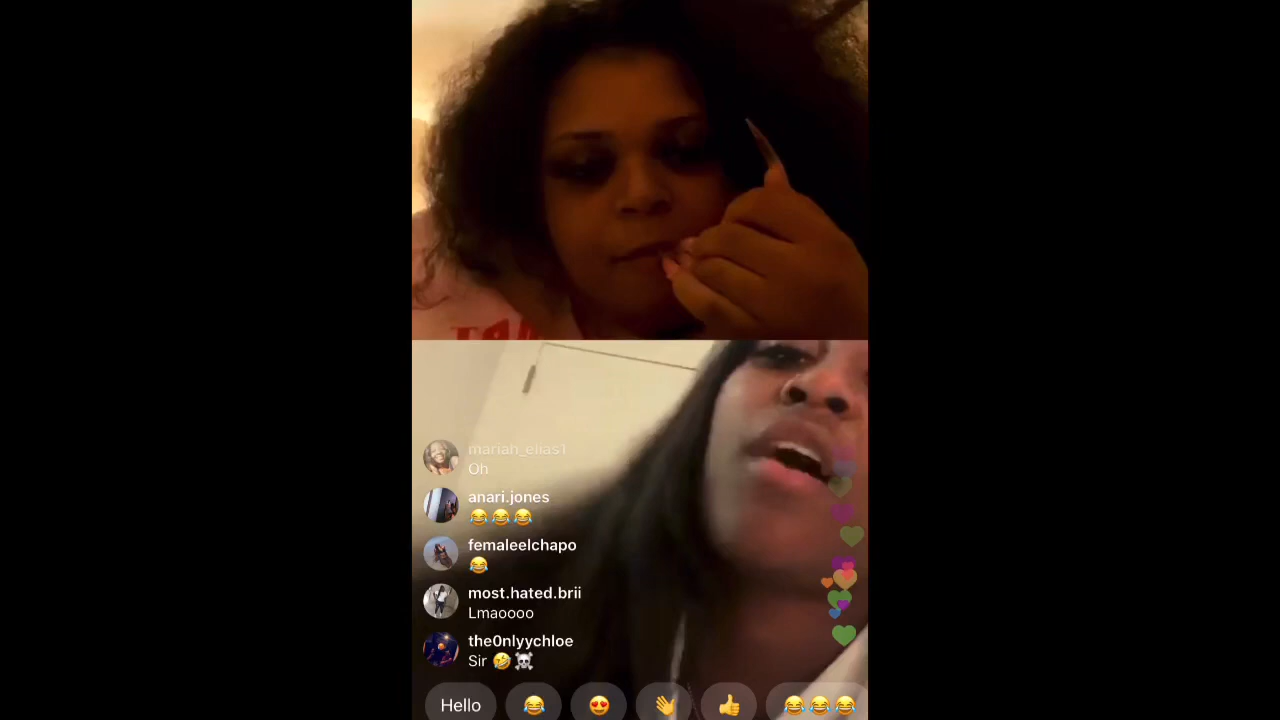 mariah_elias1
Oh
anari.jones
😂😂😂
femaleelchapo
😂
most.hated.brii
Lmaoooo
the0nlyychloe
Sir 🤣☠️
Hello 😂 😍 👋 👍 😂😂😂